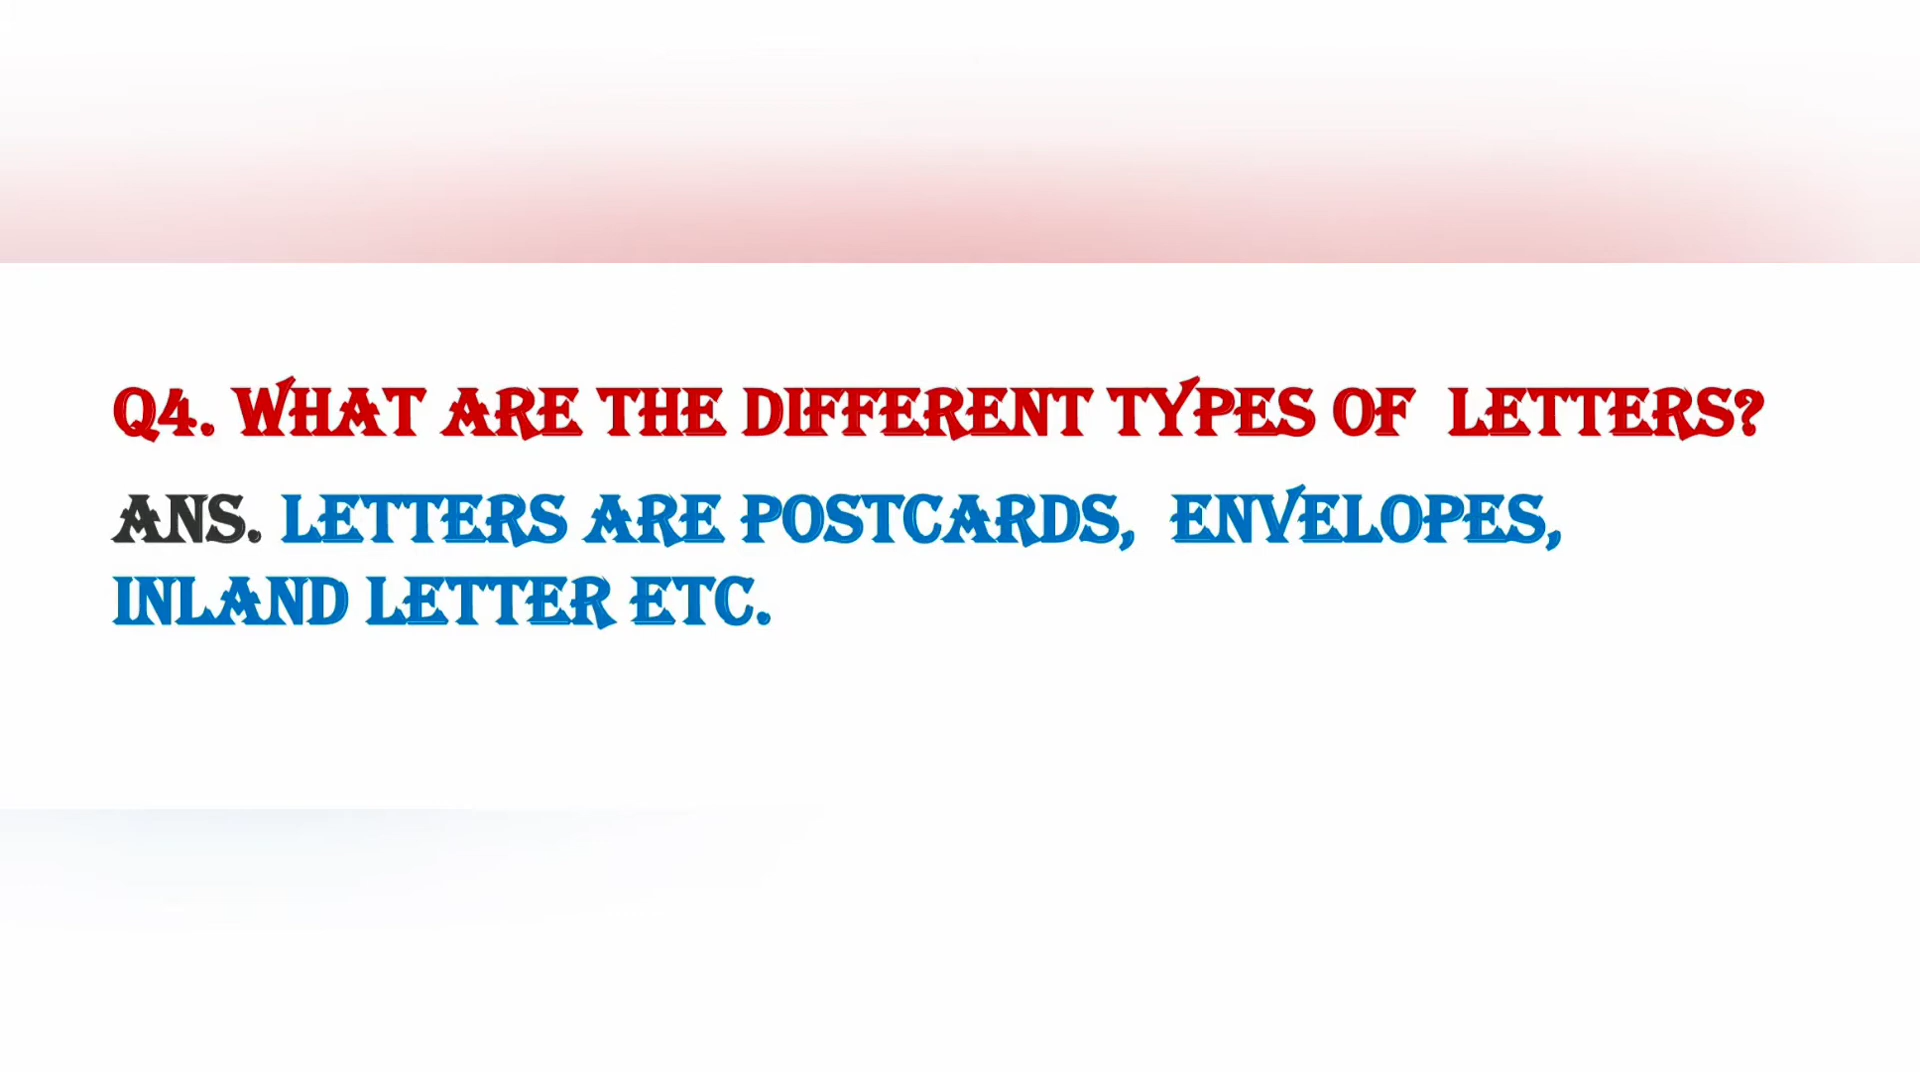 Q4. WHAT ARE THE DIFFERENT TYPES OF LETTERS?
ANS. LETTERS ARE POSTCARDS, ENVELOPES,
INLAND LETTER ETC.